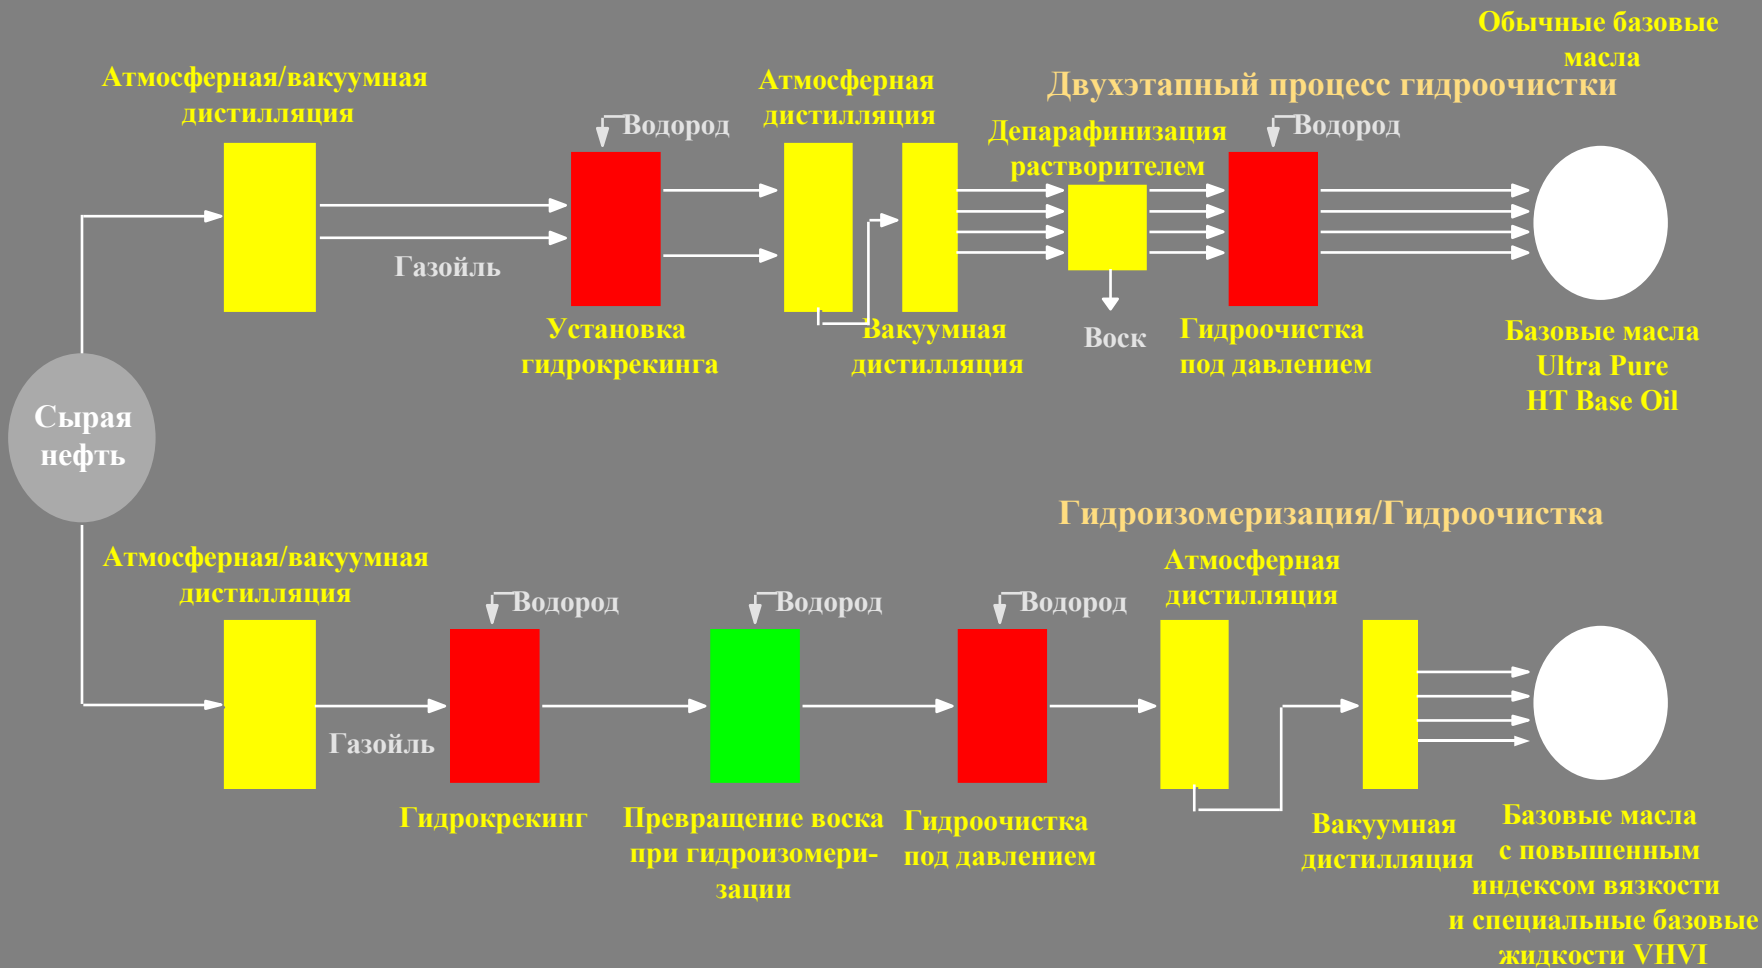 Обычные базовые
масла
Атмосферная/вакуумная
дистилляция
Атмосферная
дистилляция
Двухэтапный процесс гидроочистки
Водород
Депарафинизация
растворителем
Водород
Газойль
Установка
гидрокрекинга
Вакуумная
дистилляция
Воск
Гидроочистка
под давлением
Базовые масла
Ultra Pure
HT Base Oil
Сырая
нефть
Гидроизомеризация/Гидроочистка
Атмосферная/вакуумная
дистилляция
Атмосферная
дистилляция
Водород
Водород
Водород
Газойль
Гидрокрекинг
Превращение воска
при гидроизомери-
зации
Гидроочистка
под давлением
Вакуумная
дистилляция
Базовые масла
с повышенным
индексом вязкости
и специальные базовые
жидкости VHVI